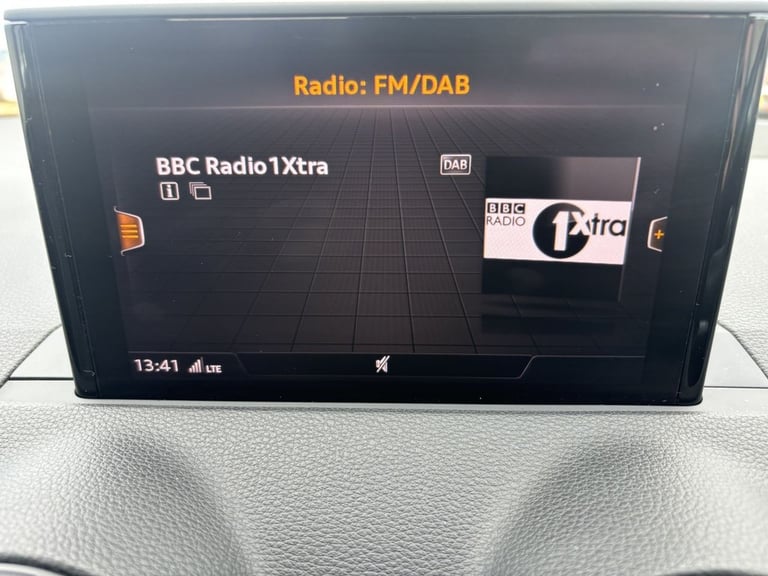 Radio: FM/DAB
BBC Radio 1Xtra
DAB
BBC
RADIO
1Xtra
13:41
LTE